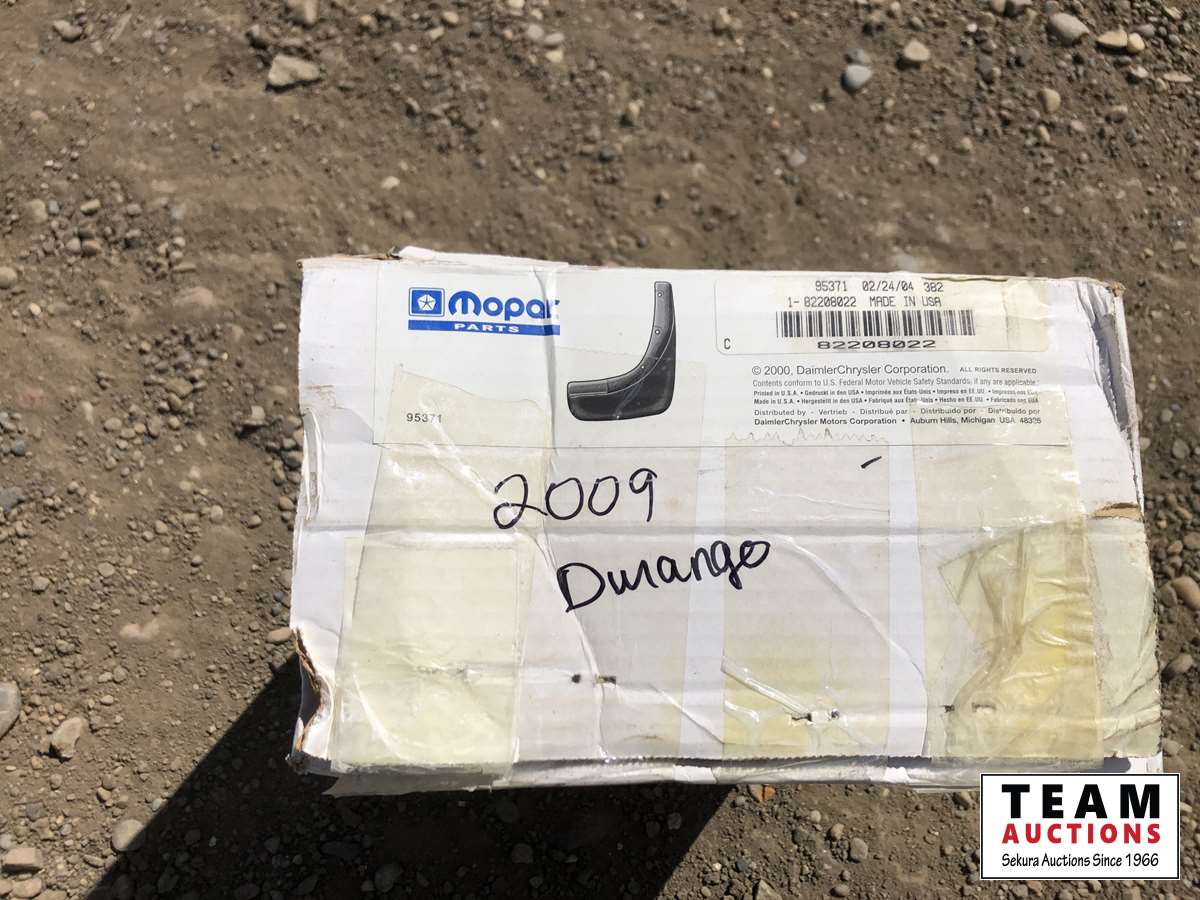 Mopar
PARTS
95371
95371 02/24/04 3B2
1- 82208022 MADE IN USA
C
82208022
© 2000, DaimlerChrysler Corporation. ALL RIGHTS RESERVED
Contents conform to U.S. Federal Motor Vehicle Safety Standards, if any are applicable.
Printed in U.S.A. • Gedruckt in den USA • Imprimée aux États-Unis • Impreso en EE.UU. •
Made in U.S.A. • Hergestellt in den USA • Fabriqué aux États-Unis • Hecho en EE.UU. • Fabricado nos EUA
Distributed by - Vertrieb - Distribué par - Distribuido por - Distribuido por
DaimlerChrysler Motors Corporation • Auburn Hills, Michigan USA 48326
2009
Durango
TEAM
AUCTIONS
Sekura Auctions Since 1966